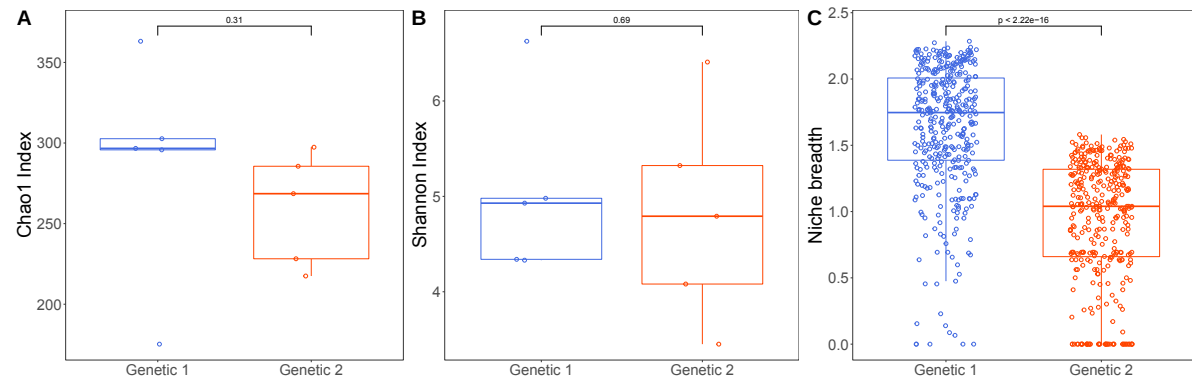 A
0.31
Chao1 Index
350
300
250
200
Genetic 1
Genetic 2
B
0.69
Shannon Index
6
5
4
Genetic 1
Genetic 2
C
p < 2.22e−16
Niche breadth
2.5
2.0
1.5
1.0
0.5
0.0
Genetic 1
Genetic 2